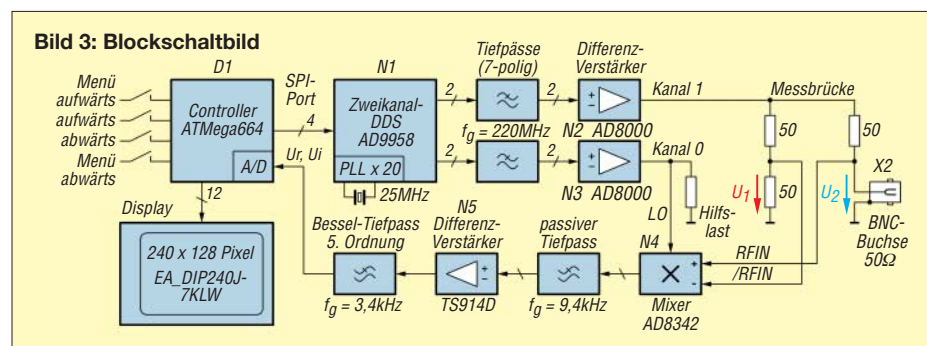 Bild 3: Blockschaltbild
Menü
aufwärts
aufwärts
abwärts
Menü
abwärts
D1
Controller
ATMega664
A/D
SPI-
Port
4
Ur, Ui
N1
Zweikanal-
DDS
AD9958
PLL x 20
25MHz
2
2
Tiefpässe
(7-polig)
fg = 220MHz
2
2
Differenz-
Verstärker
+
−
N2 AD8000
+
−
N3 AD8000
Kanal 1
Kanal 0
LO
Hilfs-
last
Messbrücke
50
50
50
U1
U2
X2
BNC-
Buchse
50Ω
RFIN
/RFIN
N4
+
-
Mixer
AD8342
passiver
Tiefpass
fg = 9,4kHz
N5
Differenz-
Verstärker
+
−
TS914D
Bessel-Tiefpass
5. Ordnung
fg = 3,4kHz
12
Display
240 x 128 Pixel
EA_DIP240J-
7KLW